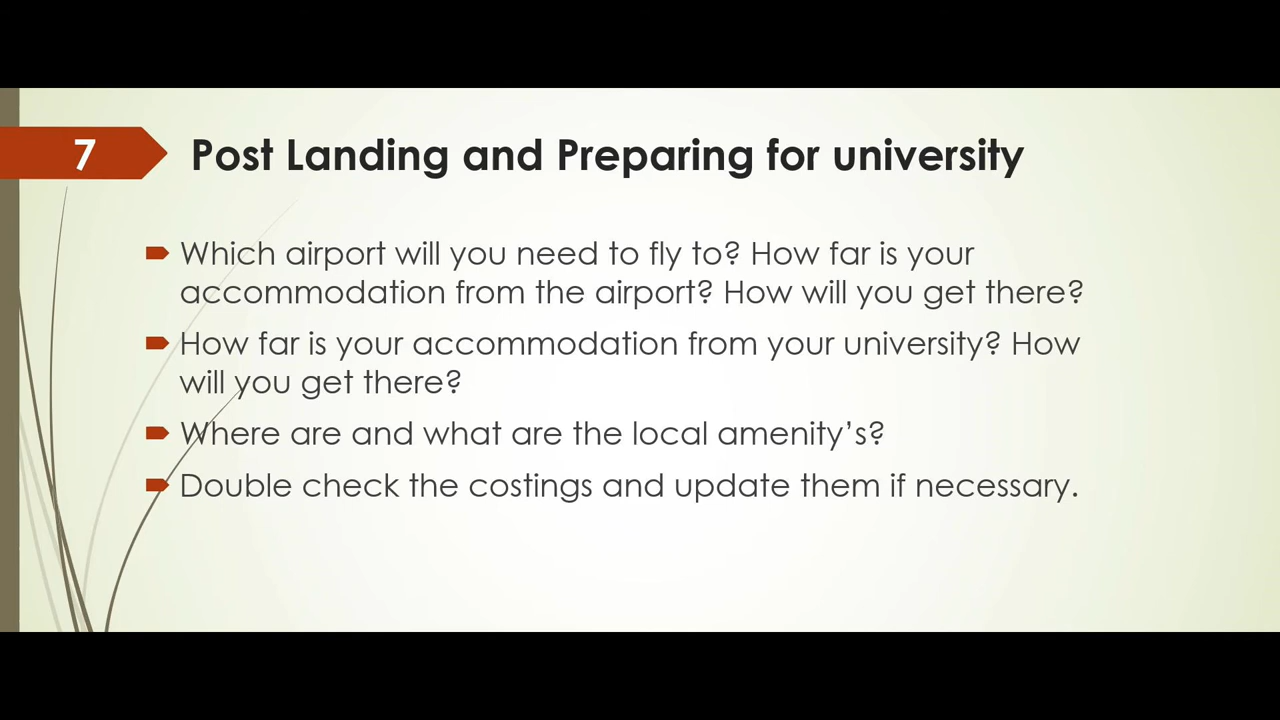 7
Post Landing and Preparing for university
Which airport will you need to fly to? How far is your
accommodation from the airport? How will you get there?
How far is your accommodation from your university? How
will you get there?
Where are and what are the local amenity’s?
Double check the costings and update them if necessary.